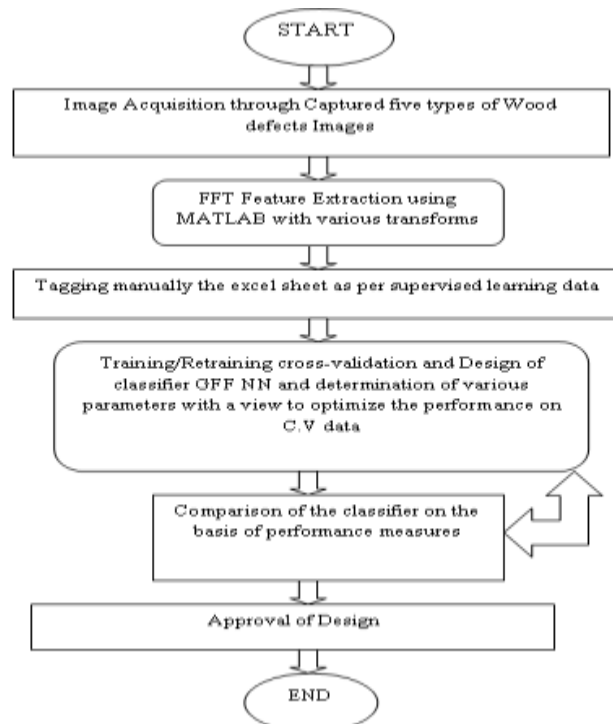 START
Image Acquisition through Captured five types of Wood
defects Images
FFT Feature Extraction using
MATLAB with various transforms
Tagging manually the excel sheet as per supervised learning data
Training/Retraining cross-validation and Design of
classifier GFF NN and determination of various
parameters with a view to optimize the performance on
C.V data
Comparison of the classifier on the
basis of performance measures
Approval of Design
END